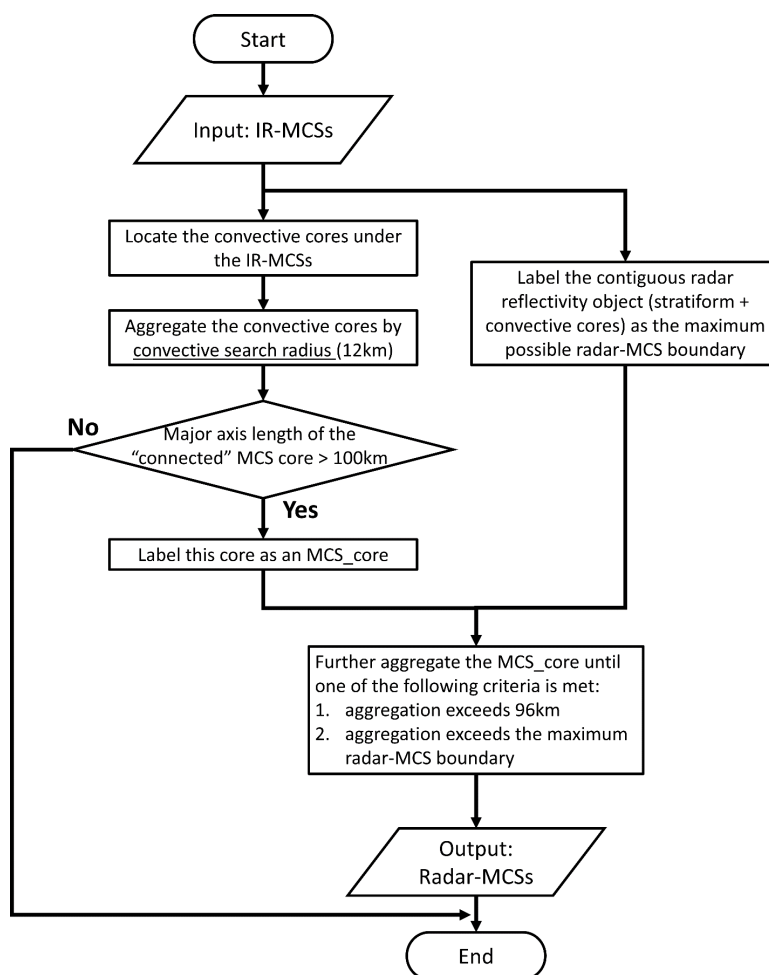 Start
Input: IR-MCSs
Locate the convective cores under
the IR-MCSs
Aggregate the convective cores by
convective search radius (12km)
Label the contiguous radar
reflectivity object (stratiform +
convective cores) as the maximum
possible radar-MCS boundary
No
Major axis length of the
“connected” MCS core > 100km
Yes
Label this core as an MCS_core
Further aggregate the MCS_core until
one of the following criteria is met:
1. aggregation exceeds 96km
2. aggregation exceeds the maximum
radar-MCS boundary
Output:
Radar-MCSs
End